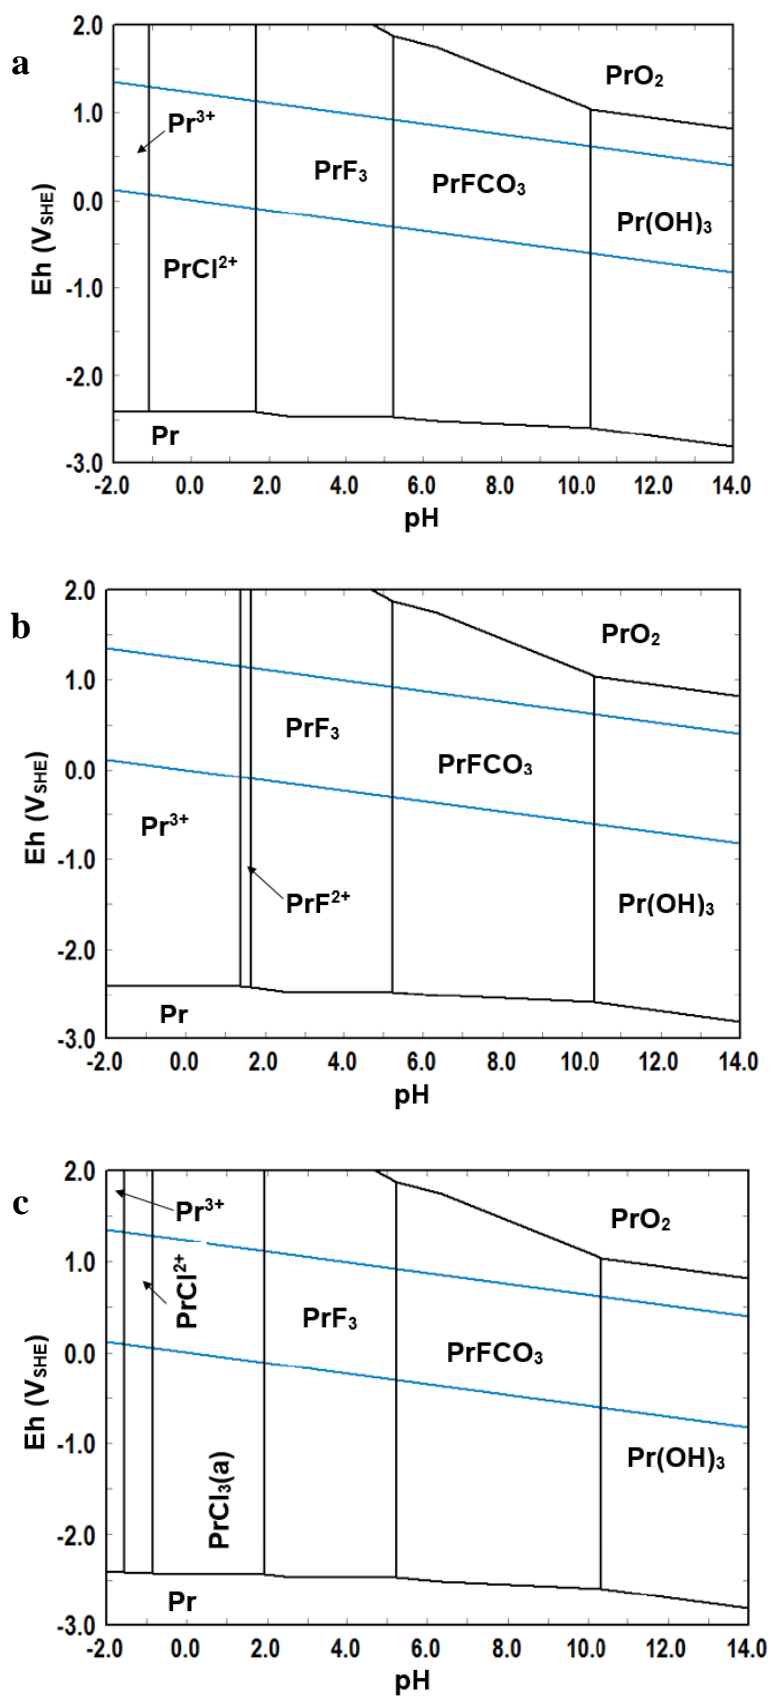 a
2.0
1.0
0.0
-1.0
-2.0
-3.0
Eh (V_SHE)
Pr³⁺
PrCl²⁺
PrF₃
PrFCO₃
PrO₂
Pr(OH)₃
Pr
-2.0 0.0 2.0 4.0 6.0 8.0 10.0 12.0 14.0
pH
b
2.0
1.0
0.0
-1.0
-2.0
-3.0
Eh (V_SHE)
PrO₂
PrF₃
PrFCO₃
Pr³⁺
PrF²⁺
Pr(OH)₃
Pr
-2.0 0.0 2.0 4.0 6.0 8.0 10.0 12.0 14.0
pH
c
2.0
1.0
0.0
-1.0
-2.0
-3.0
Eh (V_SHE)
Pr³⁺
PrCl²⁺
PrCl₃(a)
PrF₃
PrFCO₃
PrO₂
Pr(OH)₃
Pr
-2.0 0.0 2.0 4.0 6.0 8.0 10.0 12.0 14.0
pH